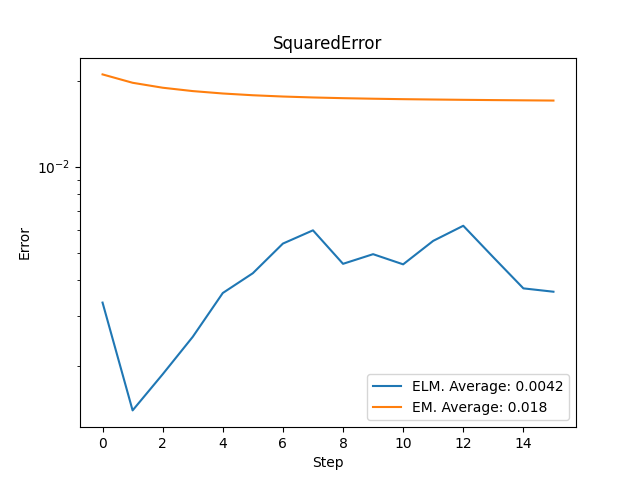 SquaredError
10⁻²
Error
ELM. Average: 0.0042
EM. Average: 0.018
0 2 4 6 8 10 12 14
Step